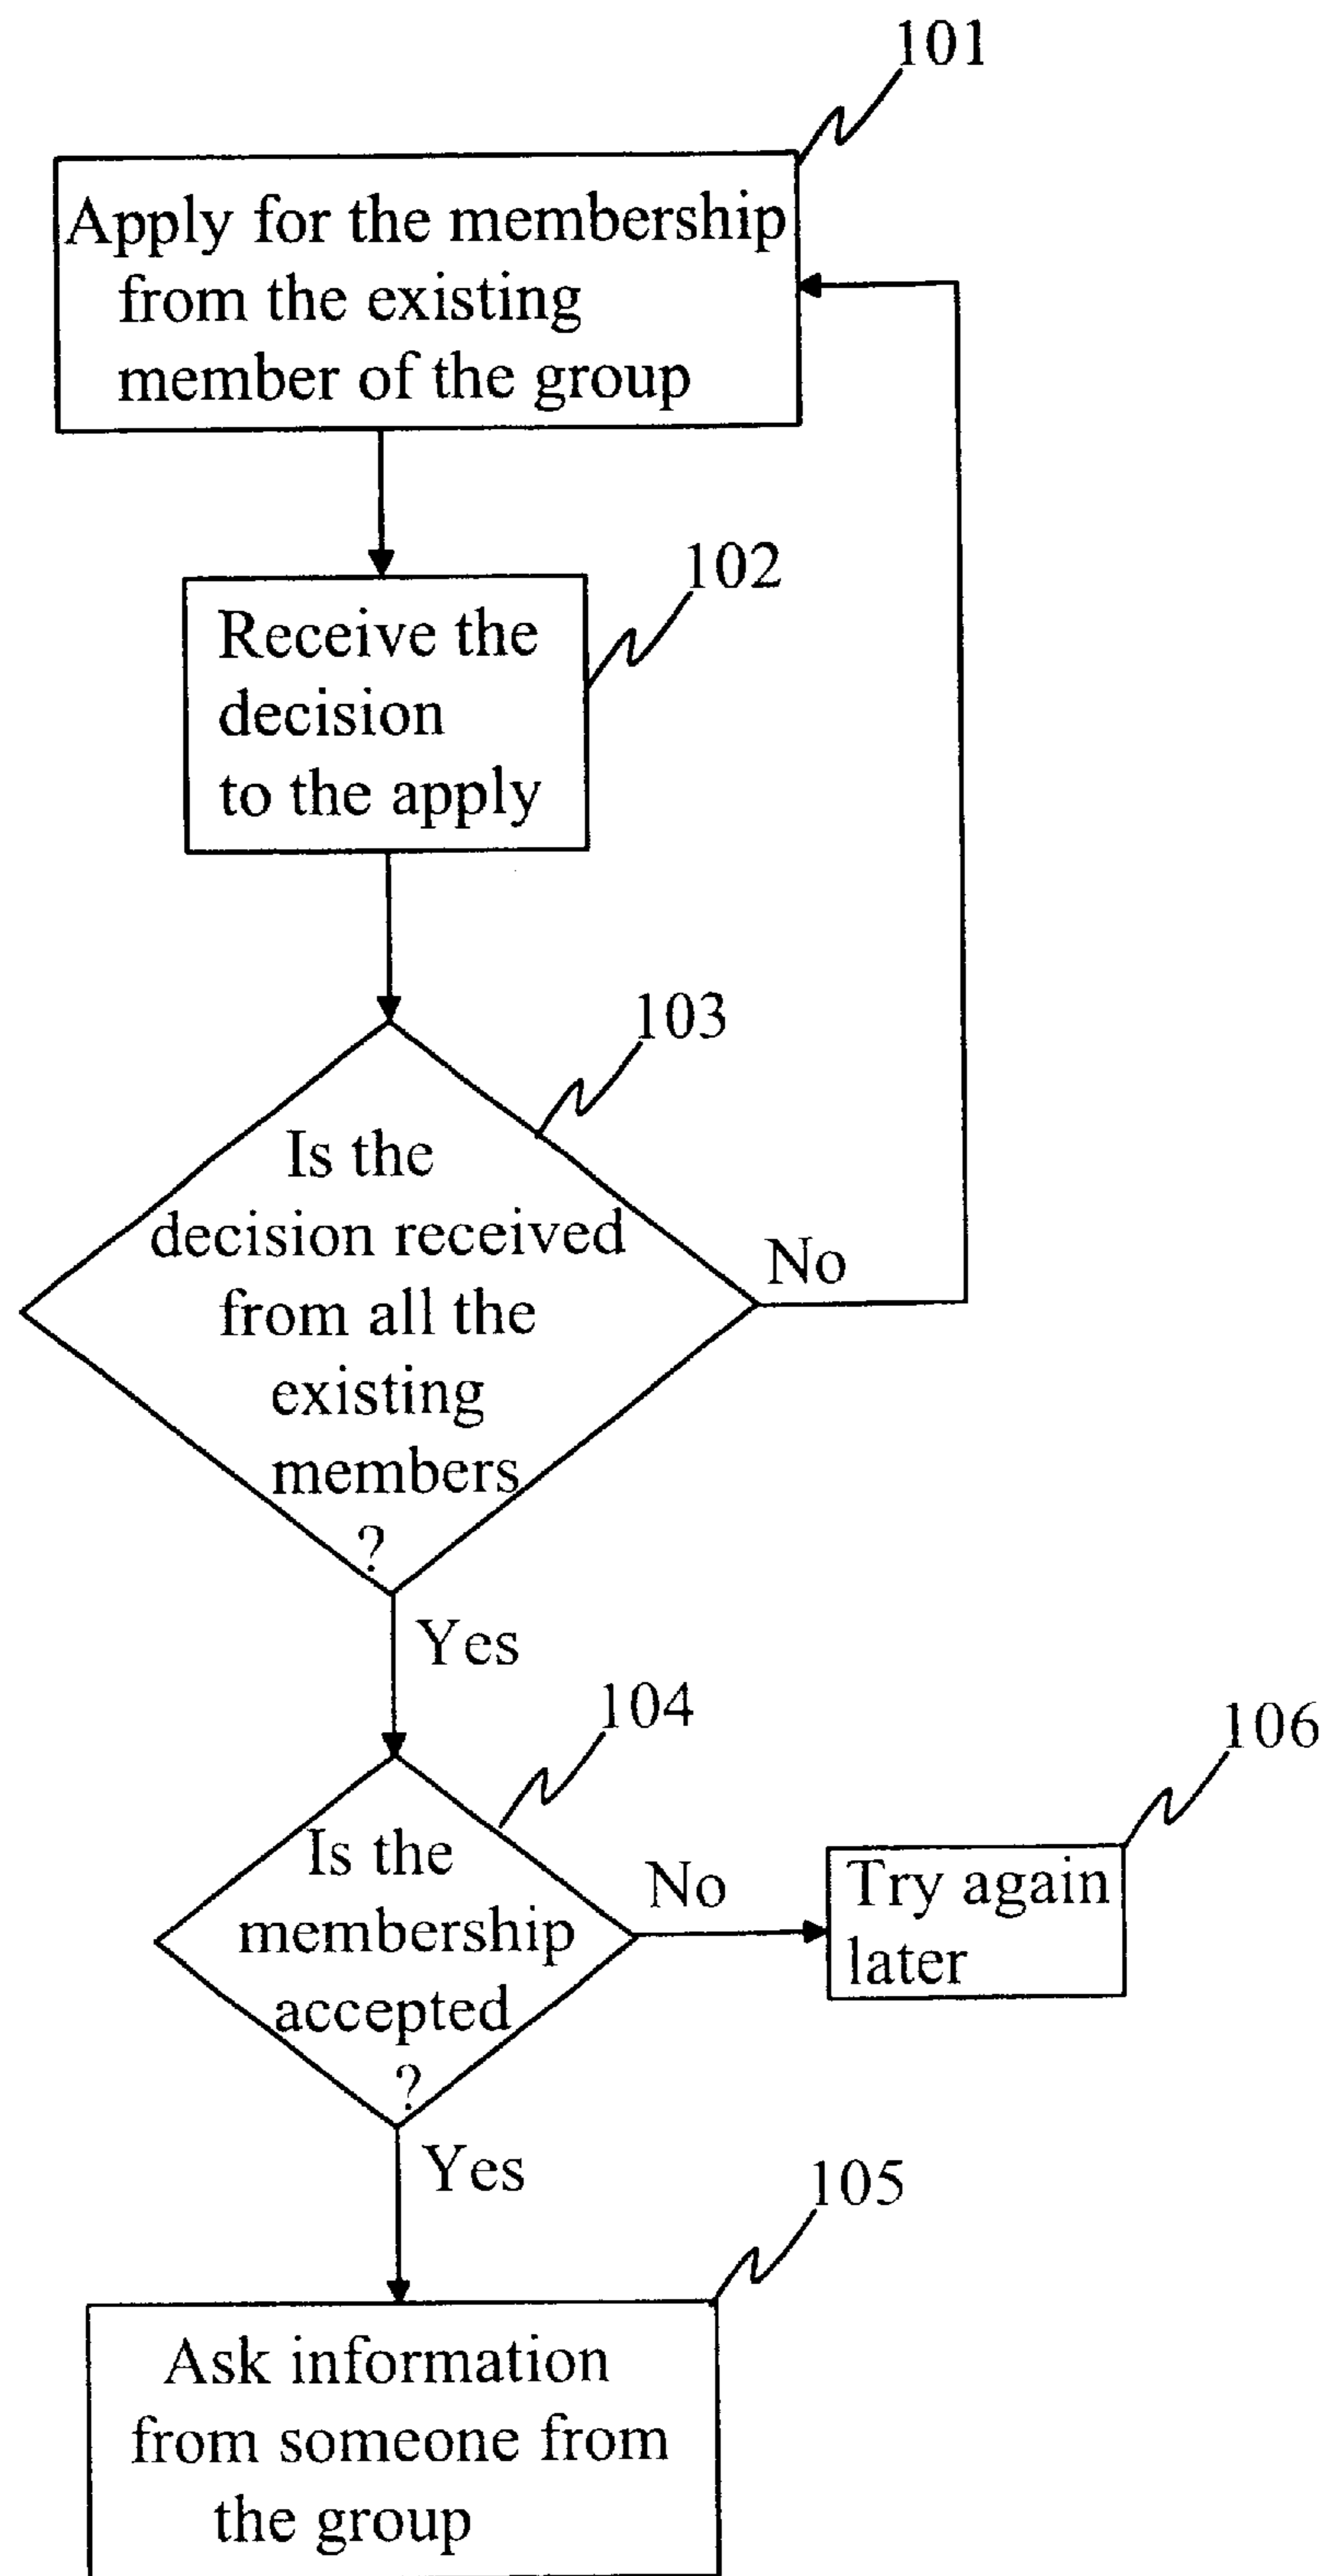 101
Apply for the membership
from the existing
member of the group
102
Receive the
decision
to the apply
103
Is the
decision received
from all the
existing
members
?
No
Yes
104
Is the
membership
accepted
?
No
106
Try again
later
Yes
105
Ask information
from someone from
the group